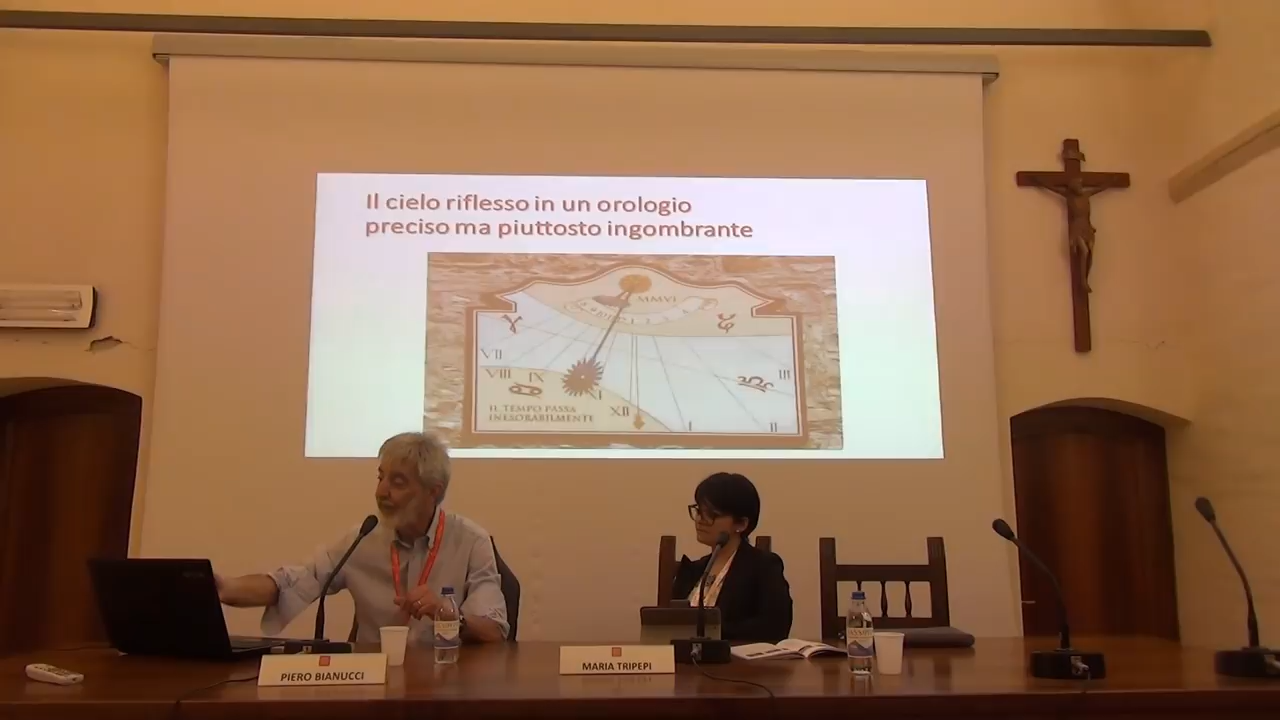 Il cielo riflesso in un orologio
preciso ma piuttosto ingombrante
MMVI
VII
VIII
IX
XI
XII
I
II
III
IL TEMPO PASSA
INESORABILMENTE
PIERO BIANUCCI
MARIA TRIPEPI